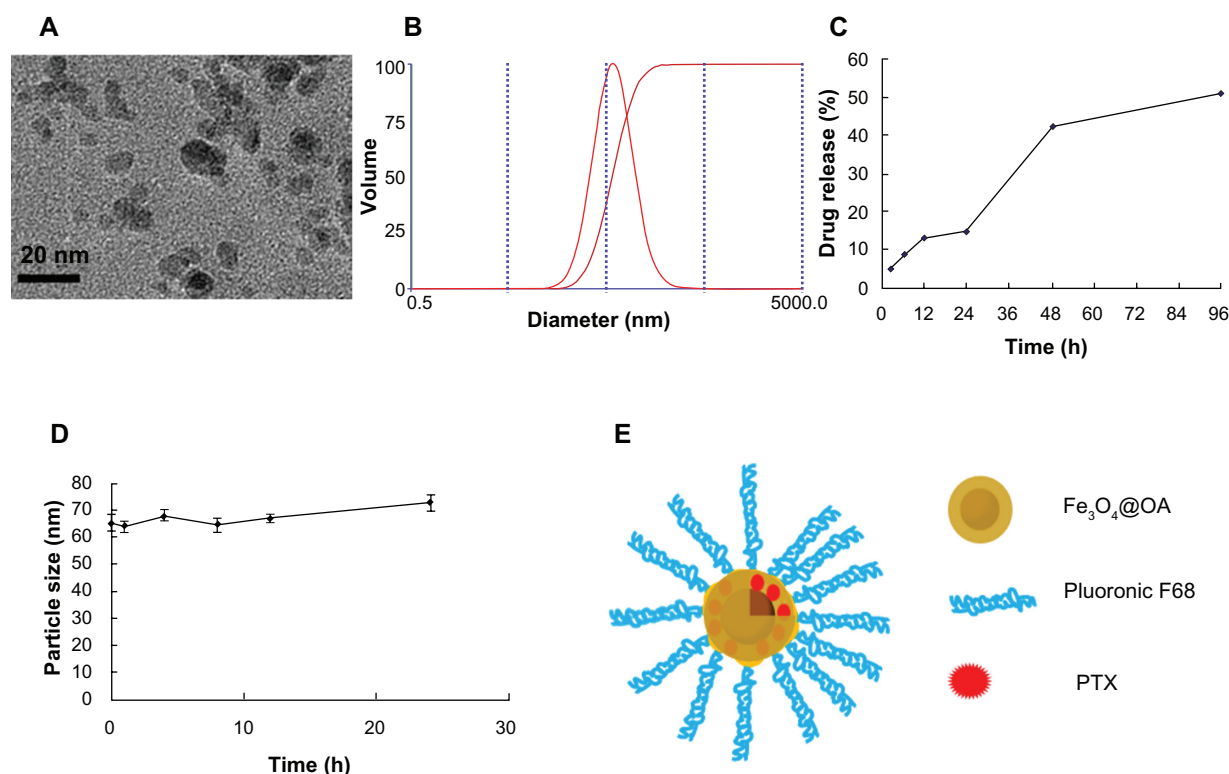 A
20 nm
B
Volume
100
75
50
25
0
0.5
5000.0
Diameter (nm)
C
Drug release (%)
60
50
40
30
20
10
0
0 12 24 36 48 60 72 84 96
Time (h)
D
Particle size (nm)
80
70
60
50
40
30
20
10
0
0 10 20 30
Time (h)
E
Fe₃O₄@OA
Pluoronic F68
PTX